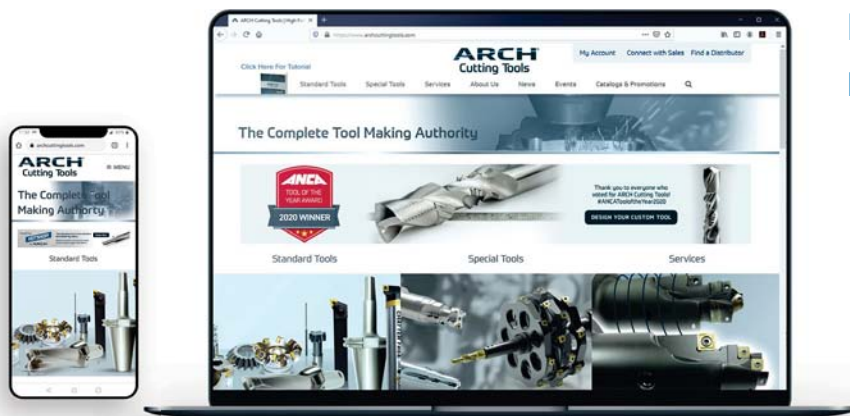 archcuttingtools.com
ARCH
Cutting Tools
MENU
The Complete Tool
Making Authority
Standard Tools
ARCH Cutting Tools | High
https://www.archcuttingtools.com
Click Here For Tutorial
ARCH
Cutting Tools
My Account Connect with Sales Find a Distributor
Standard Tools Special Tools Services About Us News Events Catalogs & Promotions
The Complete Tool Making Authority
ANCA
TOOL OF THE
YEAR AWARD
2020 WINNER
Thank you to everyone who
voted for ARCH Cutting Tools!
#ANCATooloftheYear2020
DESIGN YOUR CUSTOM TOOL
Standard Tools Special Tools Services